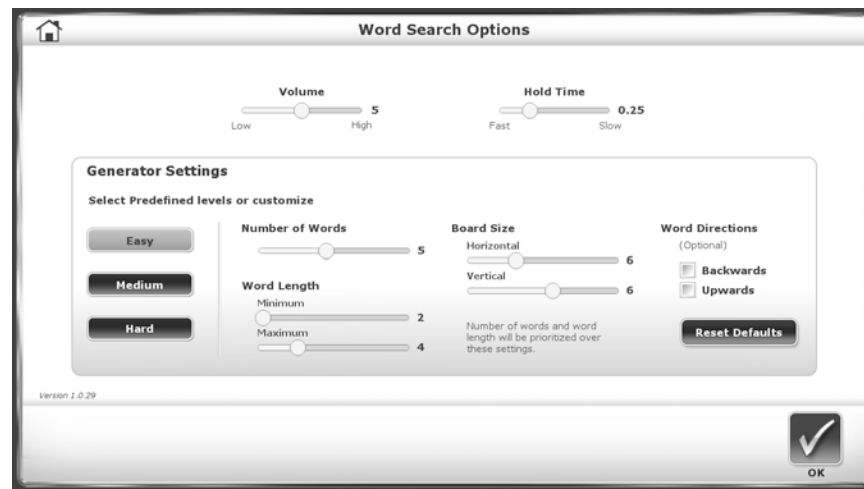 Word Search Options
Volume
5
Low High
Hold Time
0.25
Fast Slow
Generator Settings
Select Predefined levels or customize
Easy
Medium
Hard
Number of Words
5
Word Length
Minimum
2
Maximum
4
Board Size
Horizontal
6
Vertical
6
Number of words and word
length will be prioritized over
these settings.
Word Directions
(Optional)
Backwards
Upwards
Reset Defaults
Version 1.0.29
OK